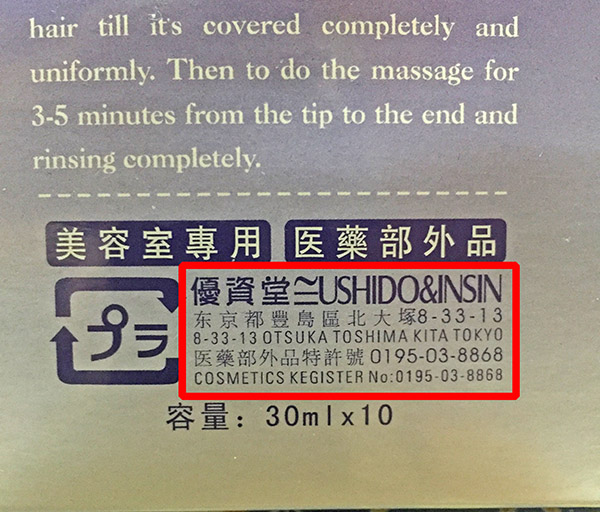 hair till it's covered completely and
uniformly. Then to do the massage for
3-5 minutes from the tip to the end and
rinsing completely.
美容室專用 医藥部外品
プラ
優資堂≃USHIDO&INSIN
东京都豊島區北大塚8-33-13
8-33-13 OTSUKA TOSHIMA KITA TOKYO
医藥部外品特許號 0195-03-8868
COSMETICS KEGISTER No:0195-03-8868
容量：30mlx10